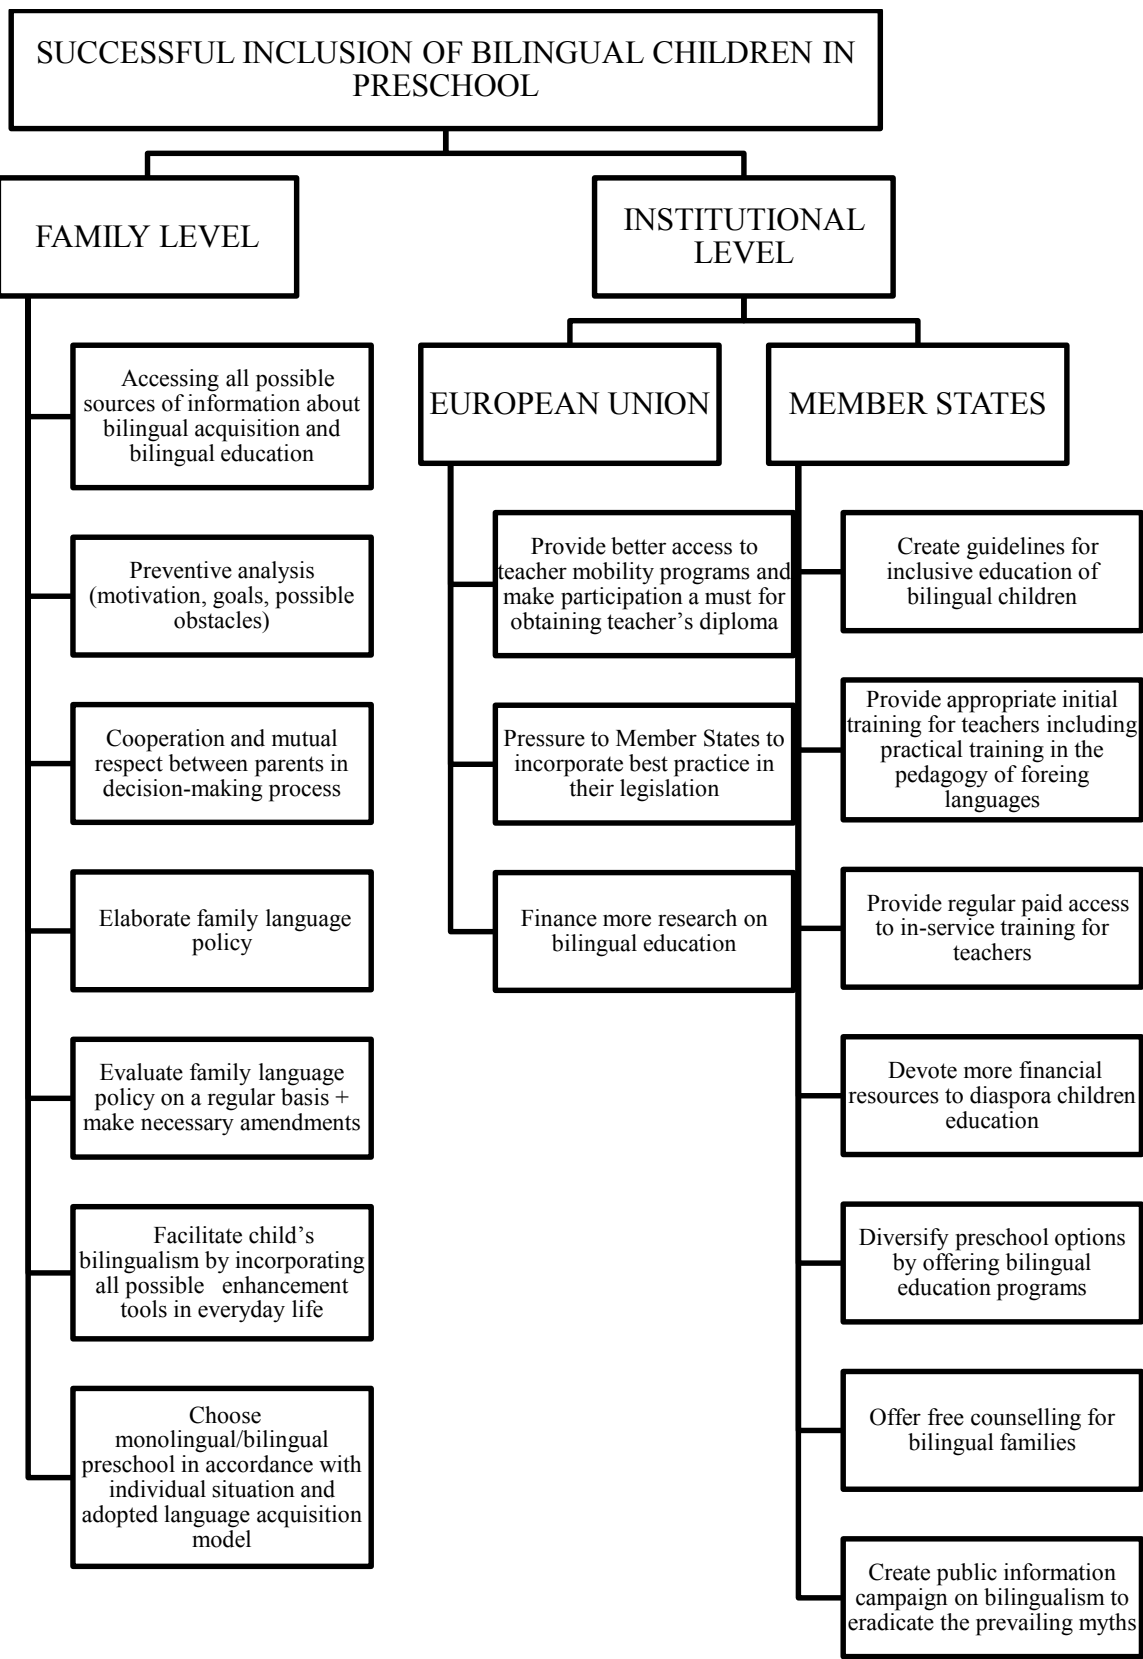 SUCCESSFUL INCLUSION OF BILINGUAL CHILDREN IN
PRESCHOOL
FAMILY LEVEL
Accessing all possible
sources of information about
bilingual acquisition and
bilingual education
Preventive analysis
(motivation, goals, possible
obstacles)
Cooperation and mutual
respect between parents in
decision-making process
Elaborate family language
policy
Evaluate family language
policy on a regular basis +
make necessary amendments
Facilitate child’s
bilingualism by incorporating
all possible enhancement
tools in everyday life
Choose
monolingual/bilingual
preschool in accordance with
individual situation and
adopted language acquisition
model
INSTITUTIONAL
LEVEL
EUROPEAN UNION
Provide better access to
teacher mobility programs and
make participation a must for
obtaining teacher’s diploma
Pressure to Member States to
incorporate best practice in
their legislation
Finance more research on
bilingual education
MEMBER STATES
Create guidelines for
inclusive education of
bilingual children
Provide appropriate initial
training for teachers including
practical training in the
pedagogy of foreing
languages
Provide regular paid access
to in-service training for
teachers
Devote more financial
resources to diaspora children
education
Diversify preschool options
by offering bilingual
education programs
Offer free counselling for
bilingual families
Create public information
campaign on bilingualism to
eradicate the prevailing myths